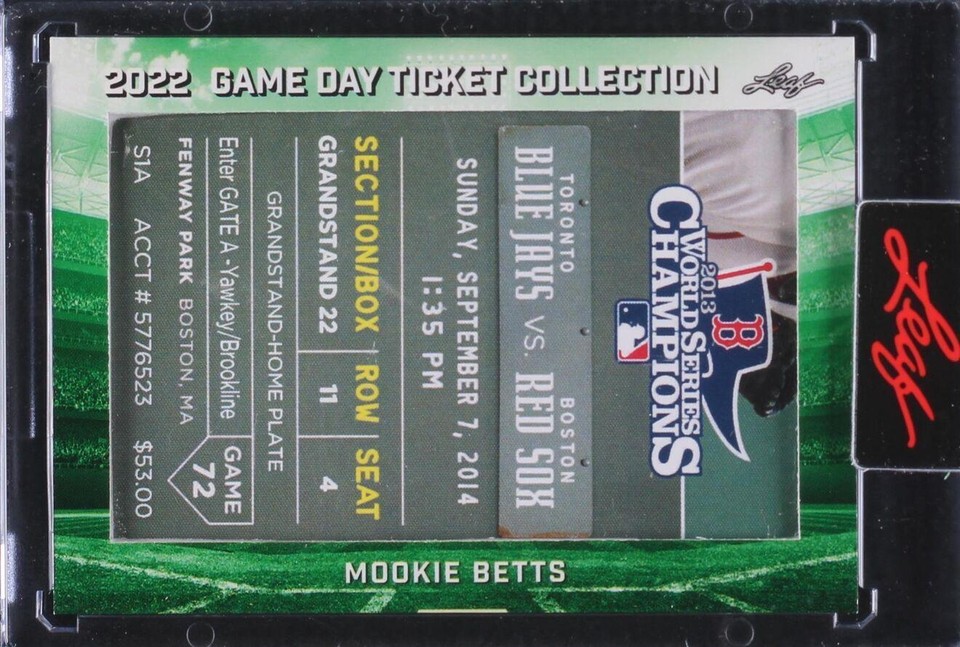 2022 GAME DAY TICKET COLLECTION
Leaf
2013
WORLD SERIES
CHAMPIONS
B
TORONTO BOSTON
BLUE JAYS VS. RED SOX
SUNDAY, SEPTEMBER 7, 2014
1:35 PM
SECTION/BOX ROW SEAT
GRANDSTAND 22 11 4
GRANDSTAND-HOME PLATE
Enter GATE A -Yawkey/Brookline
GAME
72
FENWAY PARK BOSTON, MA
S1A ACCT # 5776523 $53.00
MOOKIE BETTS
Leaf